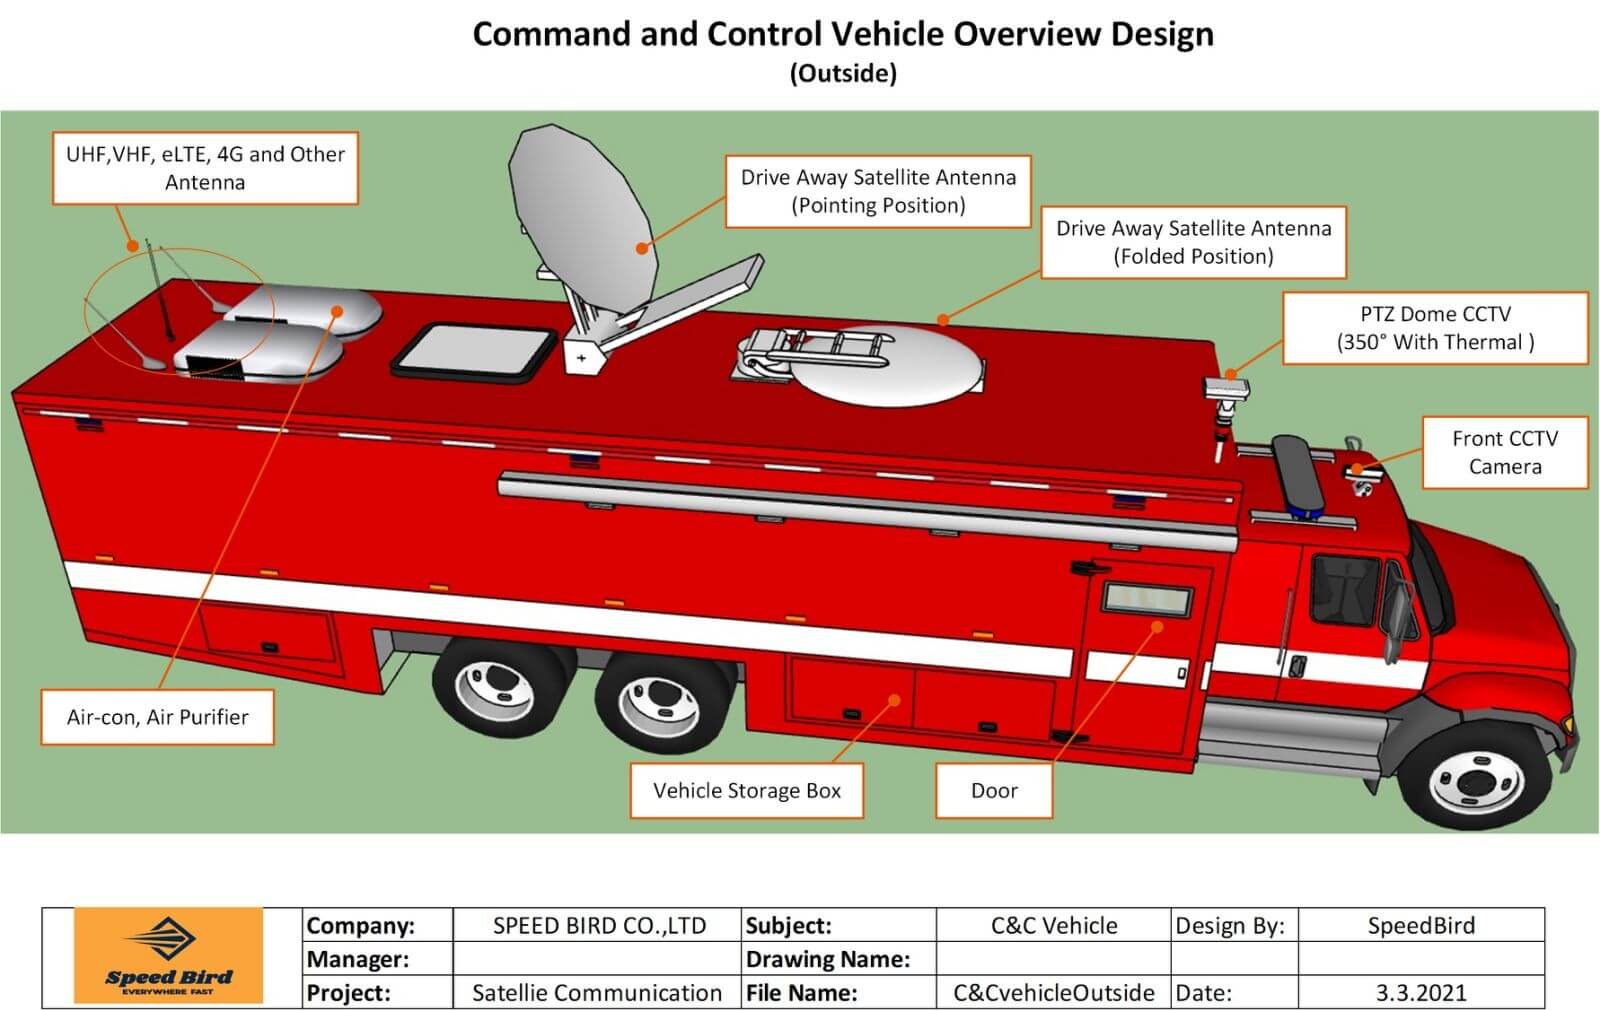 Command and Control Vehicle Overview Design
(Outside)
UHF,VHF, eLTE, 4G and Other
Antenna
Drive Away Satellite Antenna
(Pointing Position)
Drive Away Satellite Antenna
(Folded Position)
PTZ Dome CCTV
(350° With Thermal )
Front CCTV
Camera
Air-con, Air Purifier
Vehicle Storage Box
Door
Speed Bird
EVERYWHERE FAST
Company: SPEED BIRD CO.,LTD Subject: C&C Vehicle Design By: SpeedBird
Manager: Drawing Name:
Project: Satellie Communication File Name: C&CvehicleOutside Date: 3.3.2021